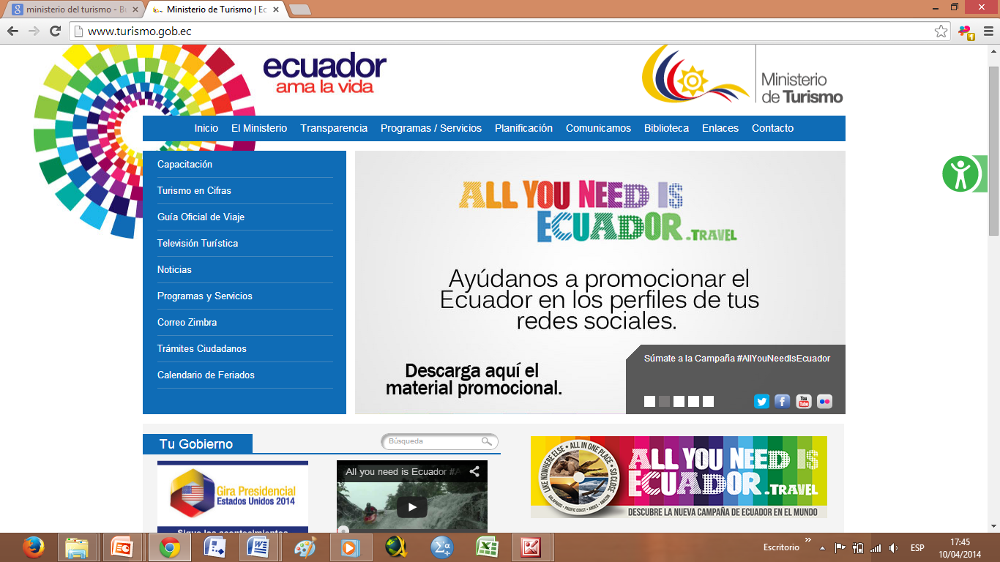 ministerio del turismo - B
Ministerio de Turismo | Ec
www.turismo.gob.ec
ecuador
ama la vida
Ministerio
de Turismo
Inicio El Ministerio Transparencia Programas / Servicios Planificación Comunicamos Biblioteca Enlaces Contacto
Capacitación
Turismo en Cifras
Guía Oficial de Viaje
Televisión Turística
Noticias
Programas y Servicios
Correo Zimbra
Trámites Ciudadanos
Calendario de Feriados
ALL YOU NEED IS
ECUADOR.TRAVEL
Ayúdanos a promocionar el
Ecuador en los perfiles de tus
redes sociales.
Descarga aquí el
material promocional.
Súmate a la Campaña #AllYouNeedIsEcuador
You
Tube
Tu Gobierno
Búsqueda
Gira Presidencial
Estados Unidos 2014
Sigue los acontecimientos
All you need is Ecuador #A
LIKE NOWHERE ELSE • ALL IN ONE PLACE • SO CLOSE
GALAPAGOS • PACIFIC COAST • ANDES • AMAZON
ALL YOU NEED IS
ECUADOR.TRAVEL
DESCUBRE LA NUEVA CAMPAÑA DE ECUADOR EN EL MUNDO
Escritorio
ESP
17:45
10/04/2014